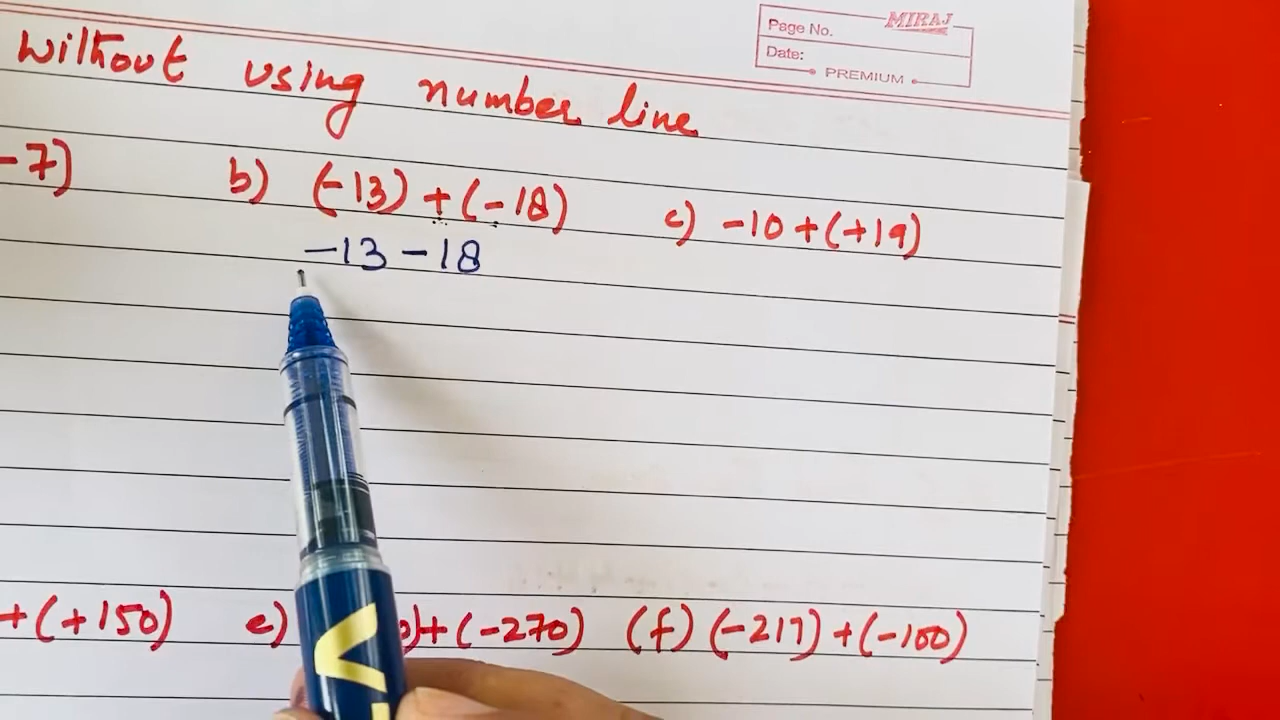 MIRAJ
Page No.
Date:
PREMIUM
Without using number line
-7) b) (-13) + (-18) c) -10 + (+19)
-13 - 18
+ (+150) e) )+(-270) (f) (-217) + (-100)
V